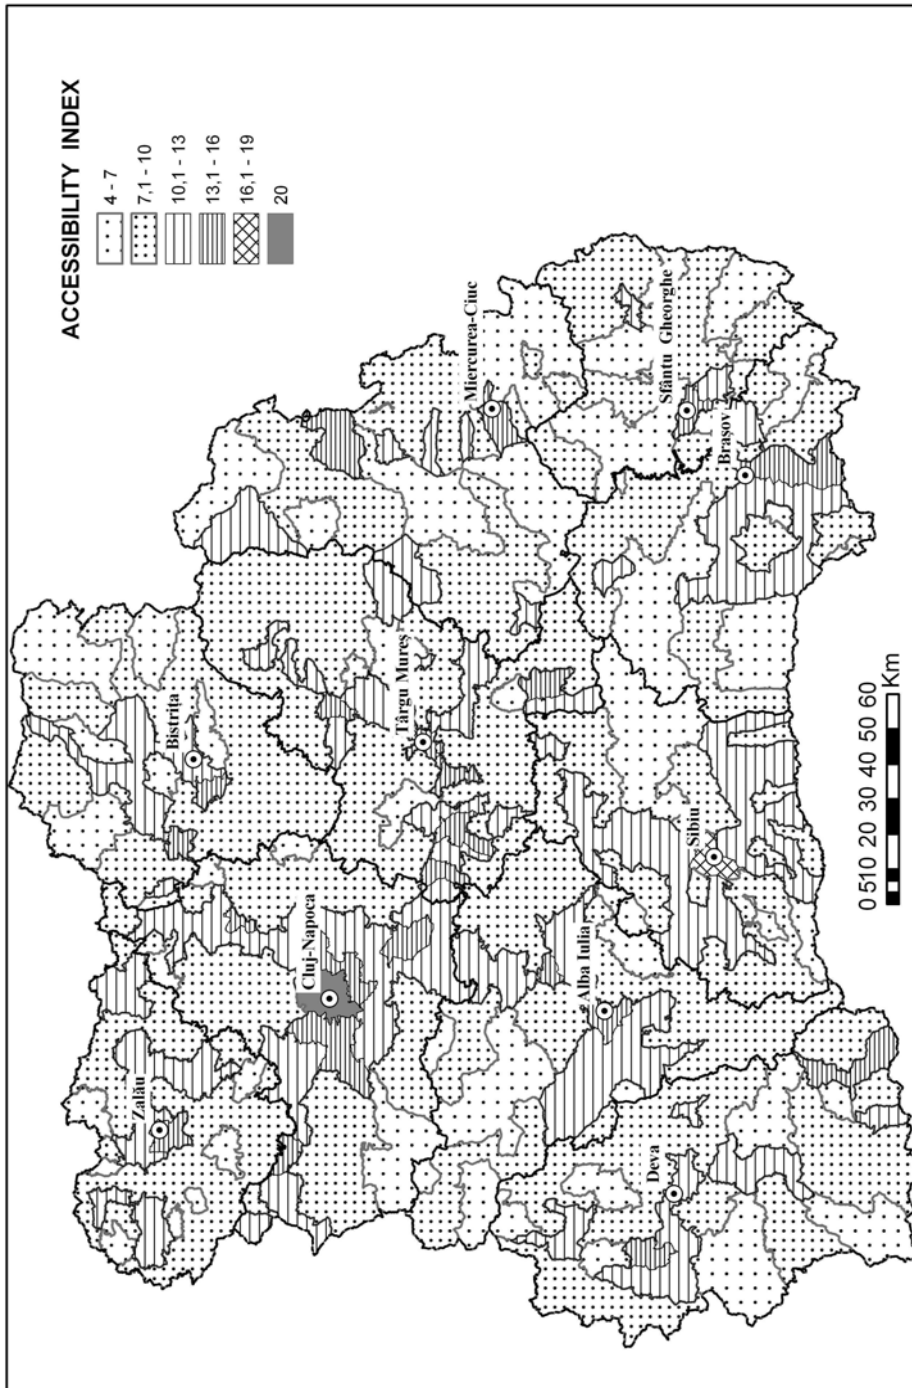 ACCESSIBILITY INDEX
4 - 7
7,1 - 10
10,1 - 13
13,1 - 16
16,1 - 19
20
Zalău
Bistrița
Cluj-Napoca
Târgu Mureș
Miercurea-Ciuc
Alba Iulia
Deva
Sibiu
Sfântu Gheorghe
Brașov
0 510 20 30 40 50 60
Km